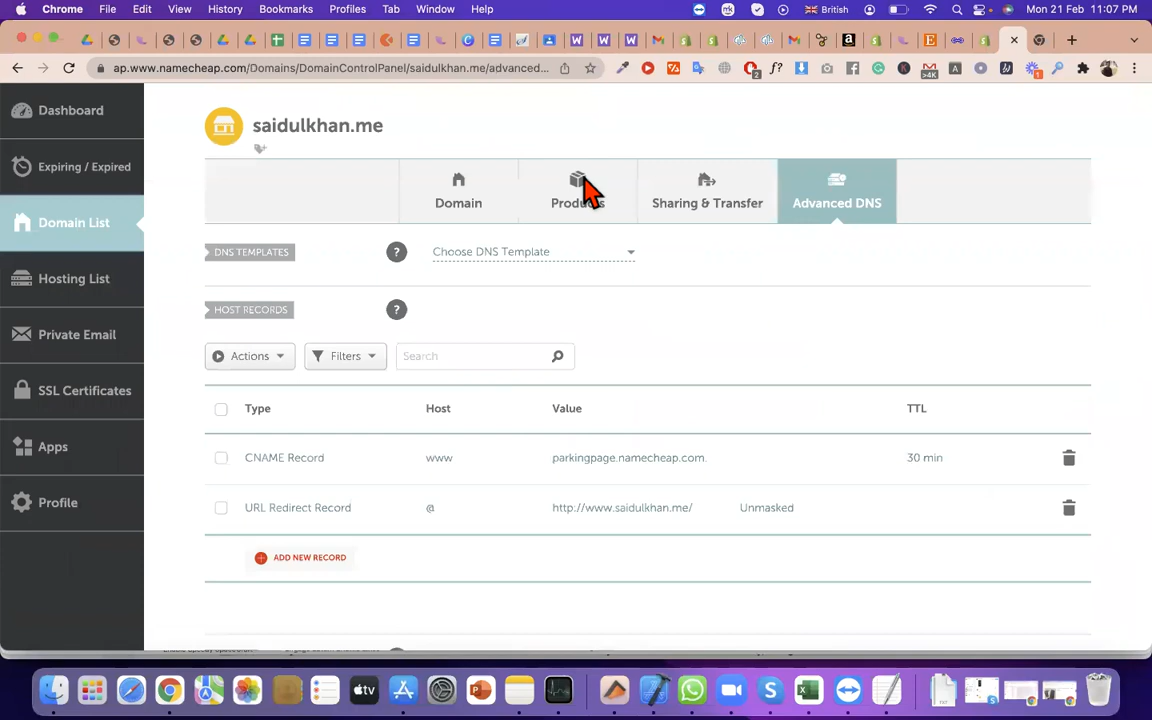 Chrome File Edit View History Bookmarks Profiles Tab Window Help British Mon 21 Feb 11:07 PM
ap.www.namecheap.com/Domains/DomainControlPanel/saidulkhan.me/advanced...
Dashboard
Expiring / Expired
Domain List
Hosting List
Private Email
SSL Certificates
Apps
Profile
saidulkhan.me
Domain
Products
Sharing & Transfer
Advanced DNS
DNS TEMPLATES ? Choose DNS Template
HOST RECORDS ?
Actions Filters Search
Type Host Value TTL
CNAME Record www parkingpage.namecheap.com. 30 min
URL Redirect Record @ http://www.saidulkhan.me/ Unmasked
ADD NEW RECORD
tv